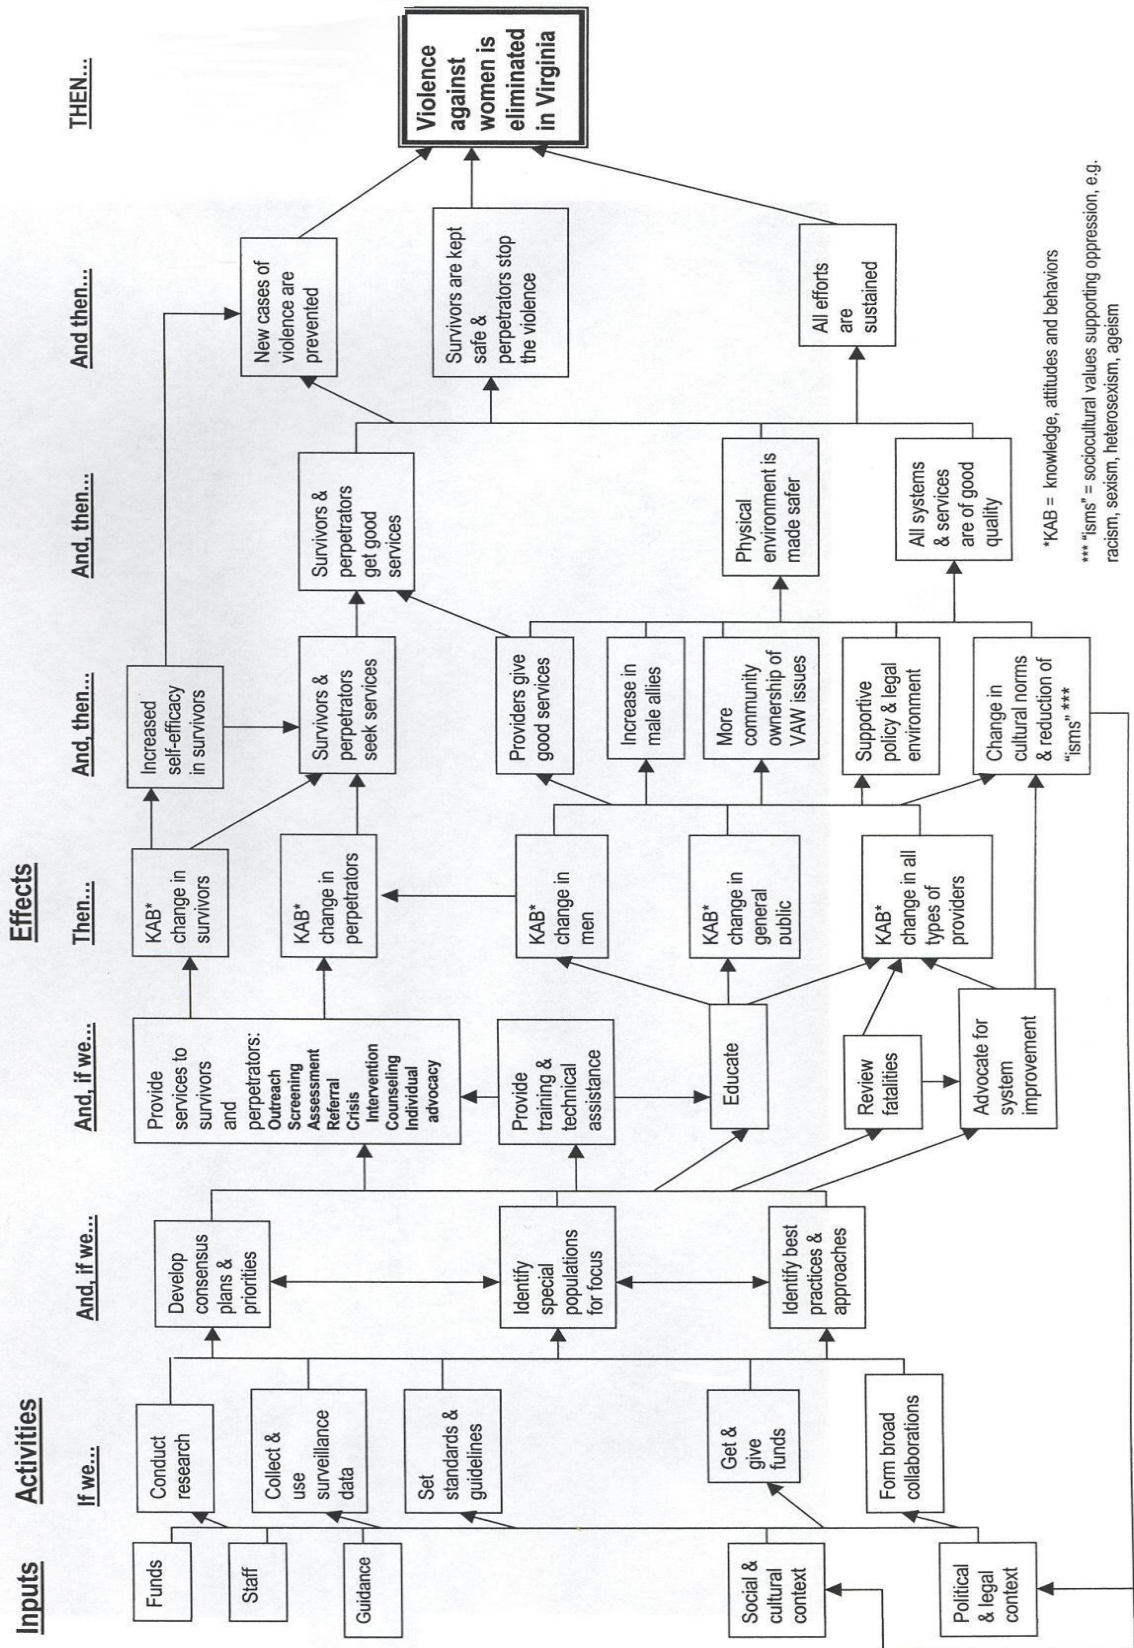 Inputs
Funds
Staff
Guidance
Social &
cultural
context
Political
& legal
context
Activities
If we...
Conduct
research
Collect &
use
surveillance
data
Set
standards &
guidelines
Get &
give
funds
Form broad
collaborations
And, if we...
Develop
consensus
plans &
priorities
Identify
special
populations
for focus
Identify best
practices &
approaches
And, if we...
Provide
services to
survivors
and
perpetrators:
Outreach
Screening
Assessment
Referral
Crisis
Intervention
Counseling
Individual
advocacy
Provide
training &
technical
assistance
Educate
Review
fatalities
Advocate for
system
improvement
Effects
Then...
KAB*
change in
survivors
KAB*
change in
perpetrators
KAB*
change in
men
KAB*
change in
general
public
KAB*
change in all
types of
providers
And, then...
Increased
self-efficacy
in survivors
Survivors &
perpetrators
seek services
Providers give
good services
Increase in
male allies
More
community
ownership of
VAW issues
Supportive
policy & legal
environment
Change in
cultural norms
& reduction of
“isms” ***
And, then...
Survivors &
perpetrators
get good
services
Physical
environment is
made safer
All systems
& services
are of good
quality
And then...
New cases of
violence are
prevented
Survivors are kept
safe &
perpetrators stop
the violence
All efforts
are
sustained
THEN...
Violence
against
women is
eliminated
in Virginia
*KAB = knowledge, attitudes and behaviors
*** “isms” = sociocultural values supporting oppression, e.g.
racism, sexism, heterosexism, ageism